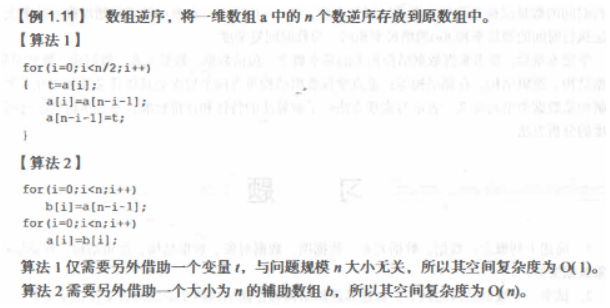 【例 1.11】 数组逆序，将一维数组 a 中的 n 个数逆序存放到原数组中。
【算法 1】
for(i=0;i<n/2;i++)
{ t=a[i];
a[i]=a[n-i-1];
a[n-i-1]=t;
}
【算法 2】
for(i=0;i<n;i++)
b[i]=a[n-i-1];
for(i=0;i<n;i++)
a[i]=b[i];
算法 1 仅需要另外借助一个变量 t，与问题规模 n 大小无关，所以其空间复杂度为 O(1)。
算法 2 需要另外借助一个大小为 n 的辅助数组 b，所以其空间复杂度为 O(n)。